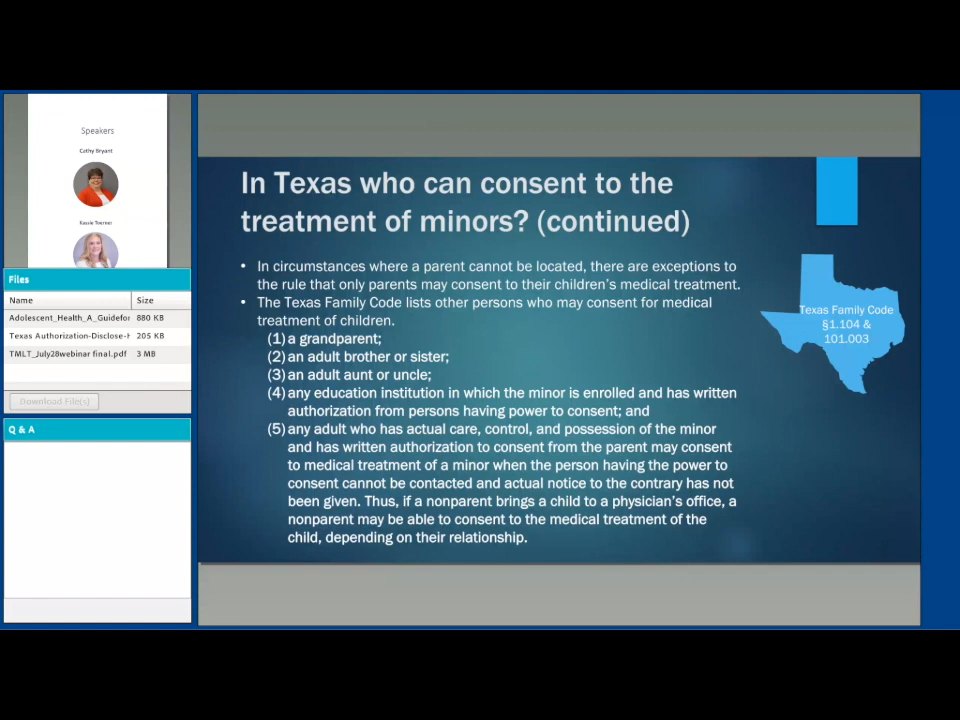 Speakers
Cathy Bryant
Kassie Toerner
Files
Name Size
Adolescent_Health_A_Guidefor 880 KB
Texas Authorization-Disclose-H 205 KB
TMLT_July28webinar final.pdf 3 MB
Download File(s)
Q & A
In Texas who can consent to the
treatment of minors? (continued)
• In circumstances where a parent cannot be located, there are exceptions to
the rule that only parents may consent to their children's medical treatment.
• The Texas Family Code lists other persons who may consent for medical
treatment of children.
(1) a grandparent;
(2) an adult brother or sister;
(3) an adult aunt or uncle;
(4) any education institution in which the minor is enrolled and has written
authorization from persons having power to consent; and
(5) any adult who has actual care, control, and possession of the minor
and has written authorization to consent from the parent may consent
to medical treatment of a minor when the person having the power to
consent cannot be contacted and actual notice to the contrary has not
been given. Thus, if a nonparent brings a child to a physician's office, a
nonparent may be able to consent to the medical treatment of the
child, depending on their relationship.
Texas Family Code
§1.104 &
101.003